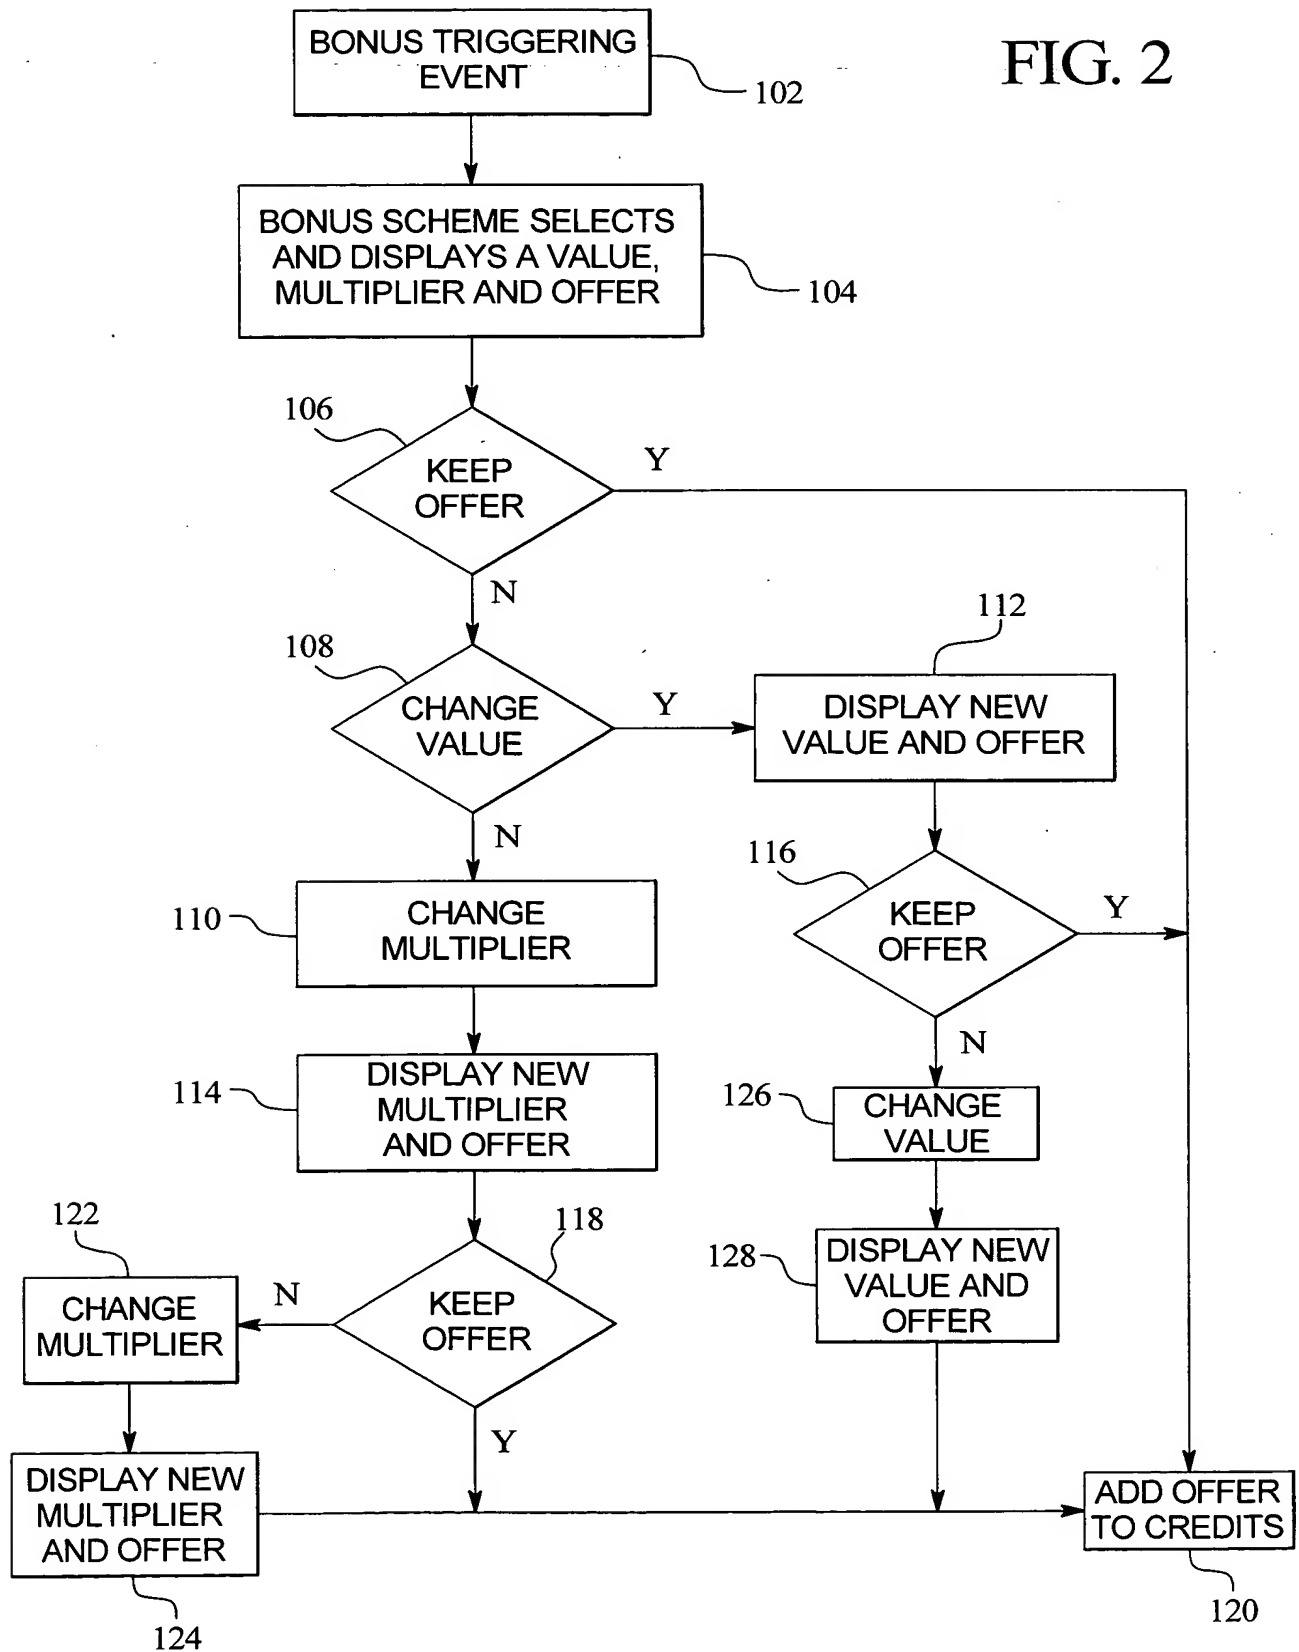 FIG. 2
BONUS TRIGGERING
EVENT
102
BONUS SCHEME SELECTS
AND DISPLAYS A VALUE,
MULTIPLIER AND OFFER
104
106
KEEP
OFFER
Y
N
108
CHANGE
VALUE
Y
N
112
DISPLAY NEW
VALUE AND OFFER
110
CHANGE
MULTIPLIER
116
KEEP
OFFER
Y
N
114
DISPLAY NEW
MULTIPLIER
AND OFFER
126
CHANGE
VALUE
118
KEEP
OFFER
N
Y
122
CHANGE
MULTIPLIER
128
DISPLAY NEW
VALUE AND
OFFER
DISPLAY NEW
MULTIPLIER
AND OFFER
124
ADD OFFER
TO CREDITS
120